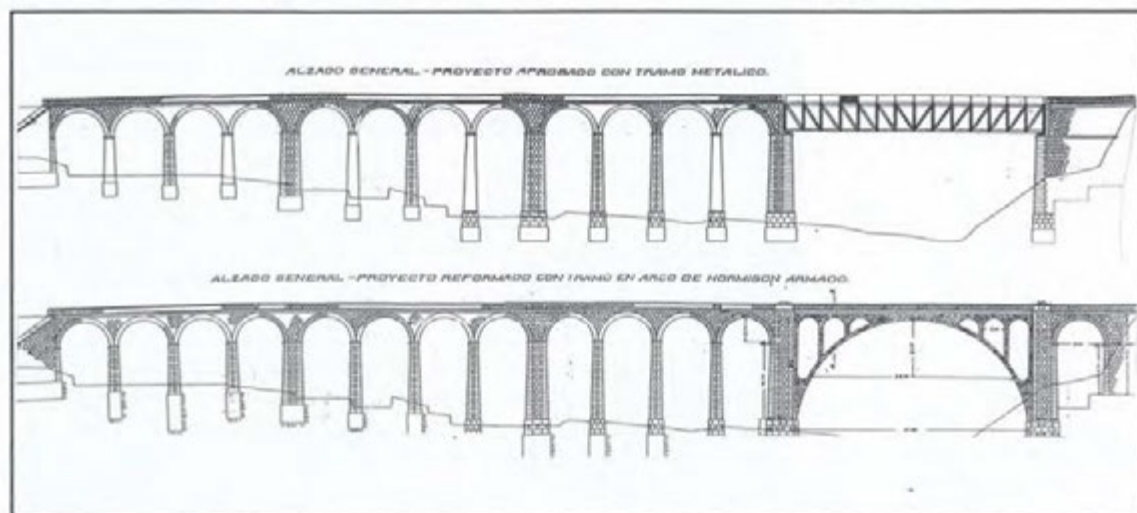 ALZADO GENERAL.-PROYECTO APROBADO CON TRAMO METALICO.
ALZADO GENERAL-PROYECTO REFORMADO CON TRAMO EN ARCO DE HORMIGON ARMADO.